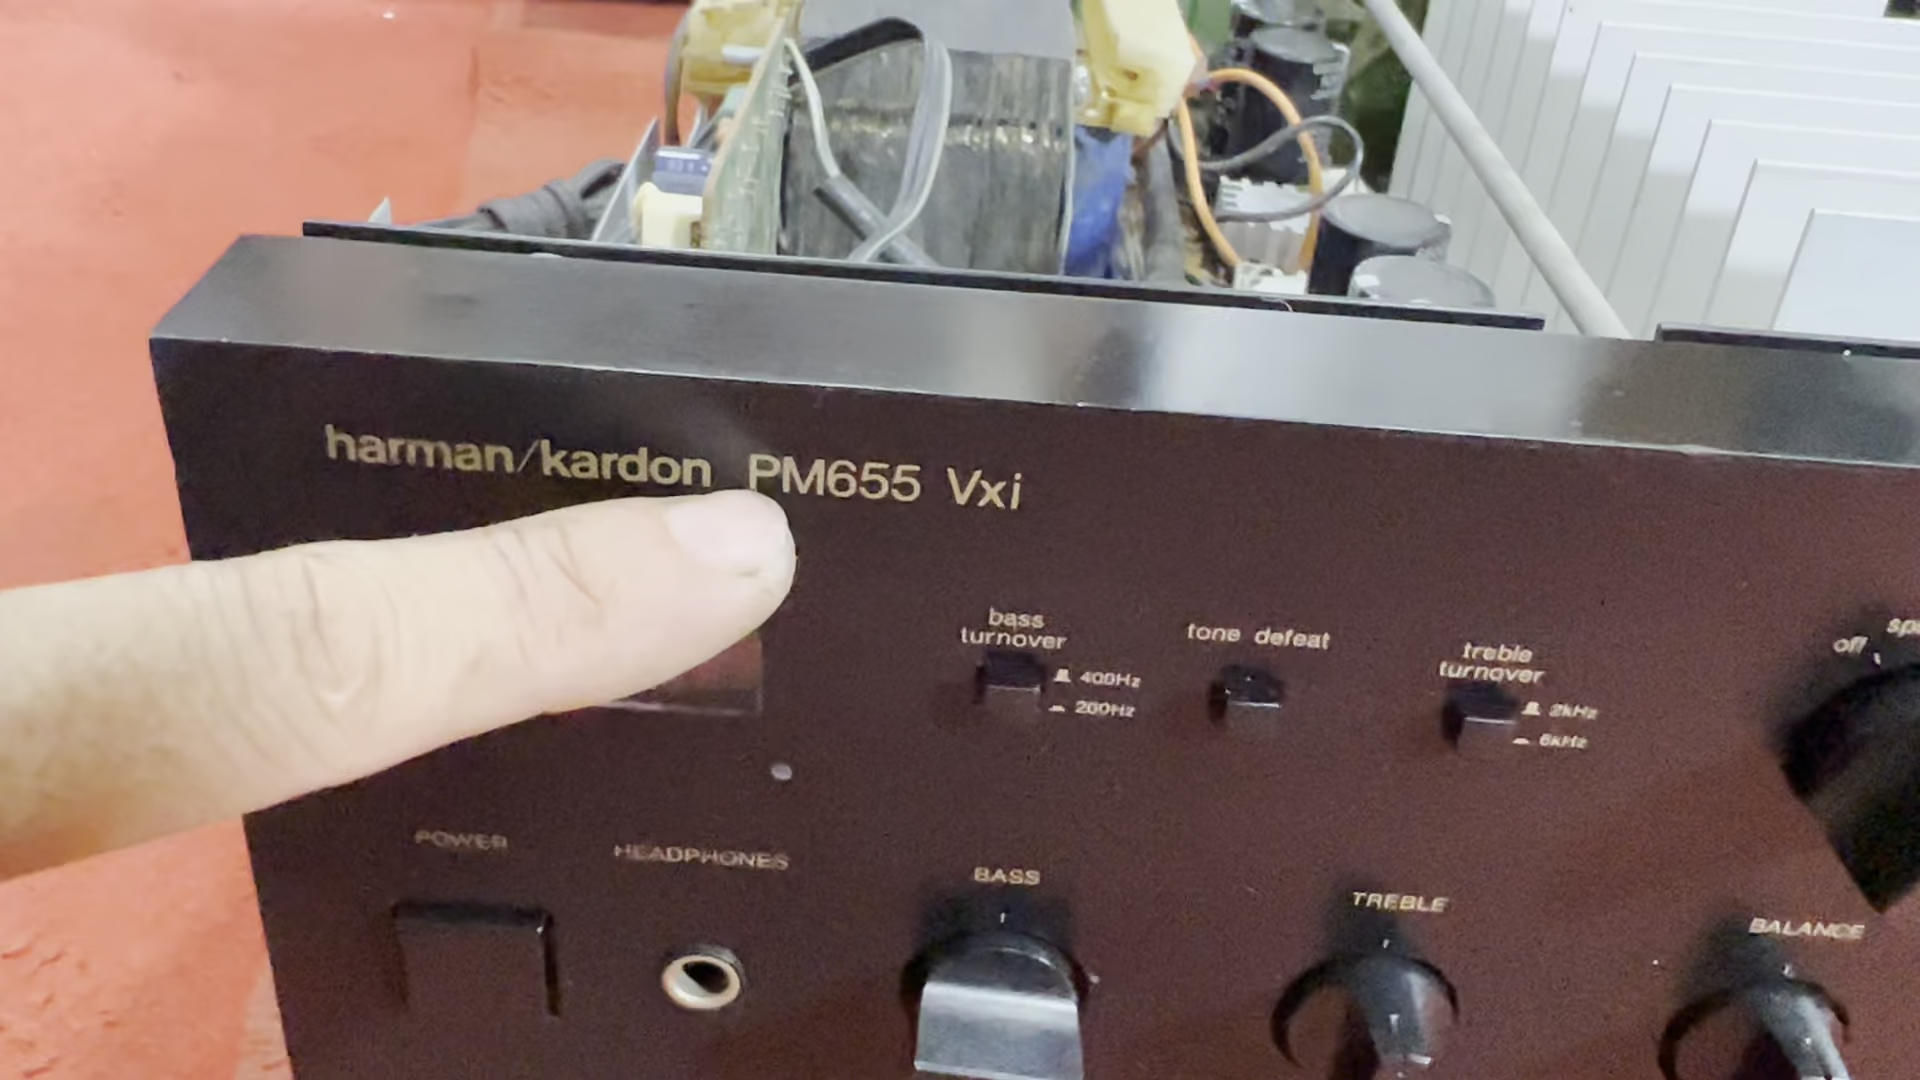 harman/kardon PM655 Vxi
bass
turnover
400Hz
200Hz
tone defeat
treble
turnover
2kHz
6kHz
off
POWER
HEADPHONES
BASS
TREBLE
BALANCE